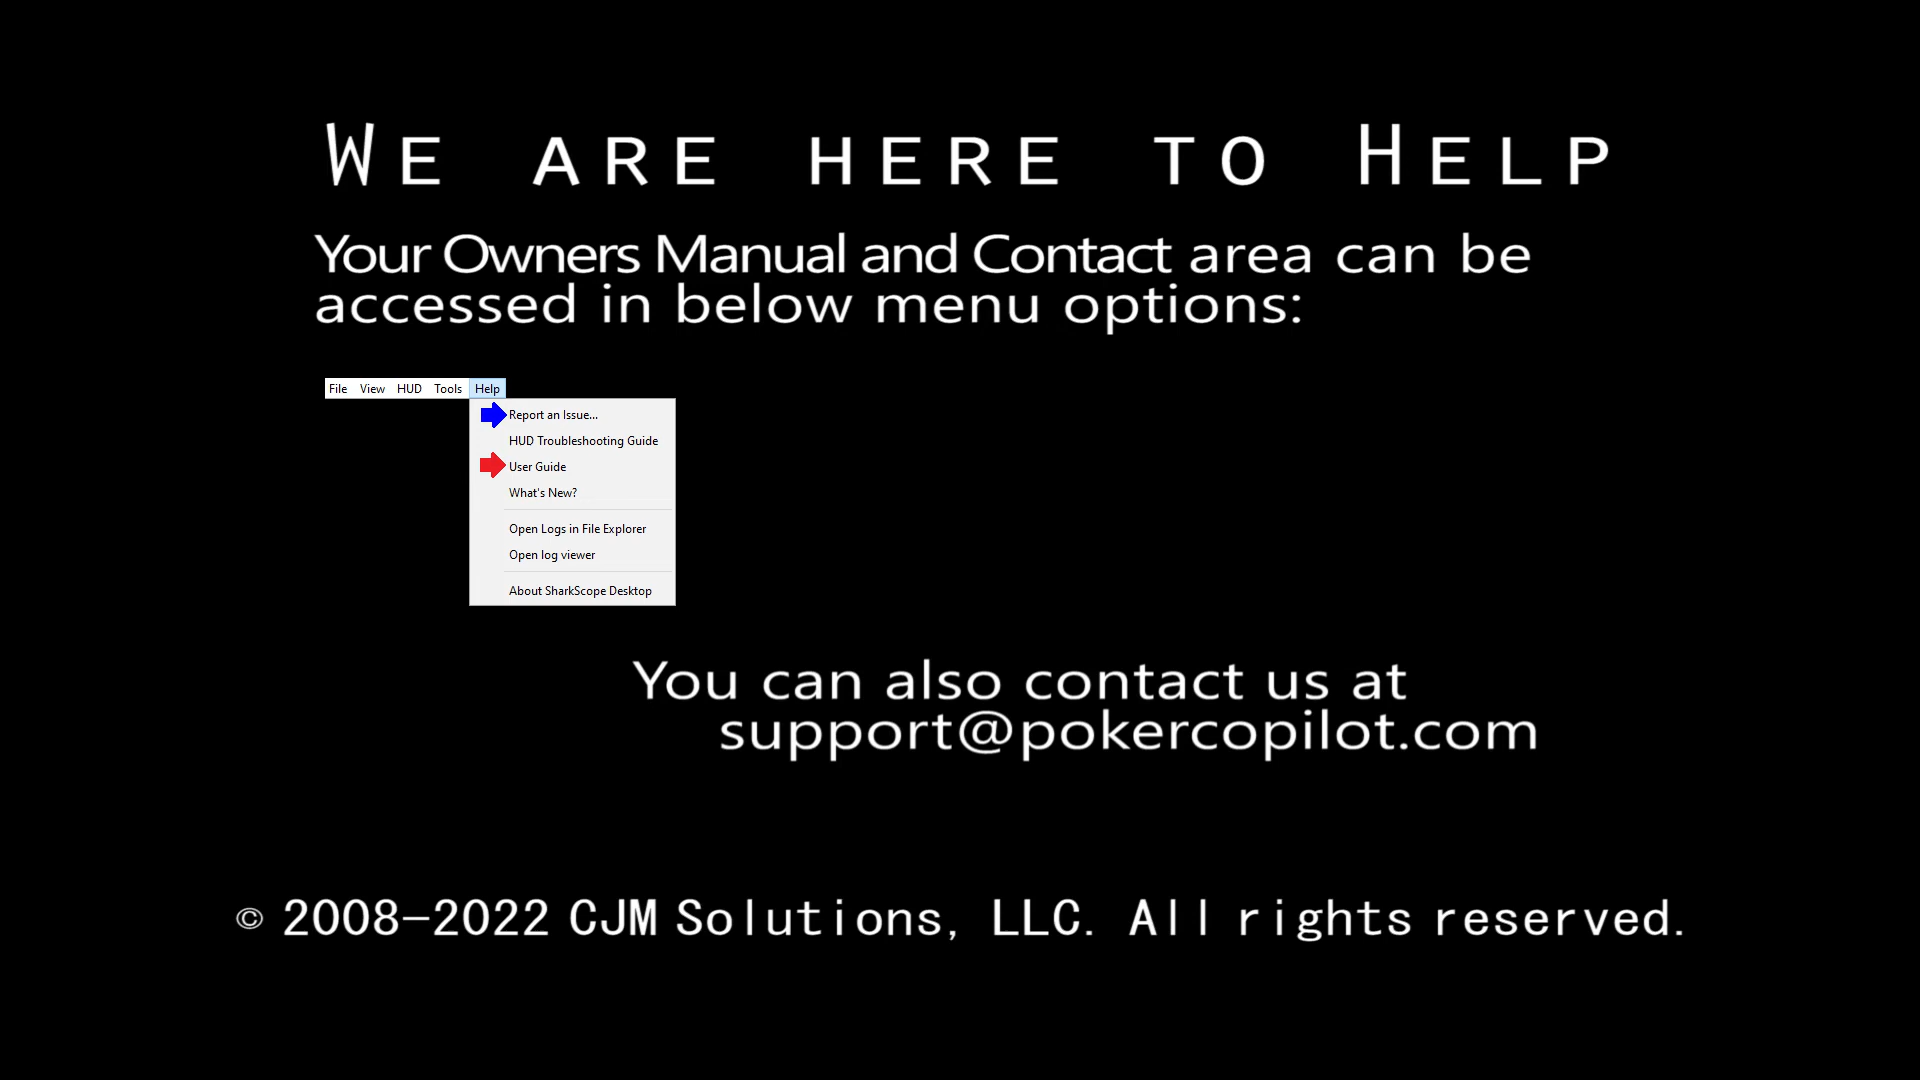 We are here to Help
Your Owners Manual and Contact area can be
accessed in below menu options:
File View HUD Tools Help
Report an Issue...
HUD Troubleshooting Guide
User Guide
What's New?
Open Logs in File Explorer
Open log viewer
About SharkScope Desktop
You can also contact us at
support@pokercopilot.com
© 2008-2022 CJM Solutions, LLC. All rights reserved.